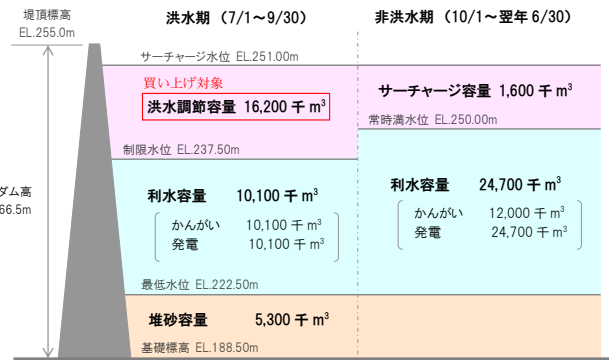 堤頂標高
EL.255.0m
洪水期（7/1～9/30）
非洪水期（10/1～翌年 6/30）
サーチャージ水位 EL.251.00m
買い上げ対象
洪水調節容量 16,200 千 m³
サーチャージ容量 1,600 千 m³
常時満水位 EL.250.00m
制限水位 EL.237.50m
ダム高
66.5m
利水容量 10,100 千 m³
かんがい 10,100 千 m³
発電 10,100 千 m³
利水容量 24,700 千 m³
かんがい 12,000 千 m³
発電 24,700 千 m³
最低水位 EL.222.50m
堆砂容量 5,300 千 m³
基礎標高 EL.188.50m